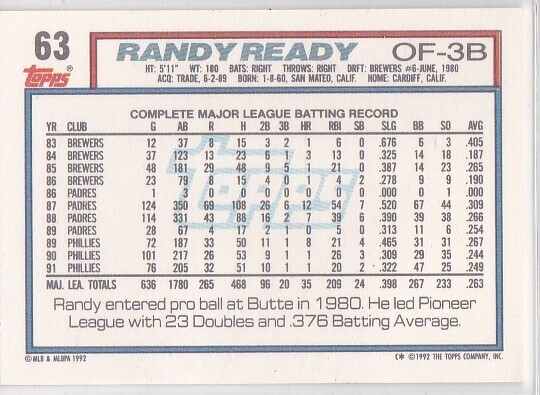 63
RANDY READY OF-3B
Topps®
HT: 5'11" WT: 180 BATS: RIGHT THROWS: RIGHT DRFT: BREWERS #6-JUNE, 1980
ACQ: TRADE, 6-2-89 BORN: 1-8-60, SAN MATEO, CALIF. HOME: CARDIFF, CALIF.
COMPLETE MAJOR LEAGUE BATTING RECORD
YR CLUB G AB R H 2B 3B HR RBI SB SLG BB SO AVG
83 BREWERS 12 37 8 15 3 2 1 6 0 .676 6 3 .405
84 BREWERS 37 123 13 23 6 1 3 13 0 .325 14 18 .187
85 BREWERS 48 181 29 48 9 5 1 21 0 .387 14 23 .265
86 BREWERS 23 79 8 15 4 0 1 4 2 .278 9 9 .190
86 PADRES 1 3 0 0 0 0 0 0 0 .000 0 1 .000
87 PADRES 124 350 69 108 26 6 12 54 7 .520 67 44 .309
88 PADRES 114 331 43 88 16 2 7 39 6 .390 39 38 .266
89 PADRES 28 67 4 17 2 1 0 5 0 .313 11 6 .254
89 PHILLIES 72 187 33 50 11 1 8 21 4 .465 31 31 .267
90 PHILLIES 101 217 26 53 9 1 1 26 3 .309 29 35 .244
91 PHILLIES 76 205 32 51 10 1 1 20 2 .322 47 25 .249
MAJ. LEA. TOTALS 636 1780 265 468 96 20 35 209 24 .398 267 233 .263
Topps
Randy entered pro ball at Butte in 1980. He led Pioneer
League with 23 Doubles and .376 Batting Average.
©MLB & MLBPA 1992 C* ©1992 THE TOPPS COMPANY, INC.